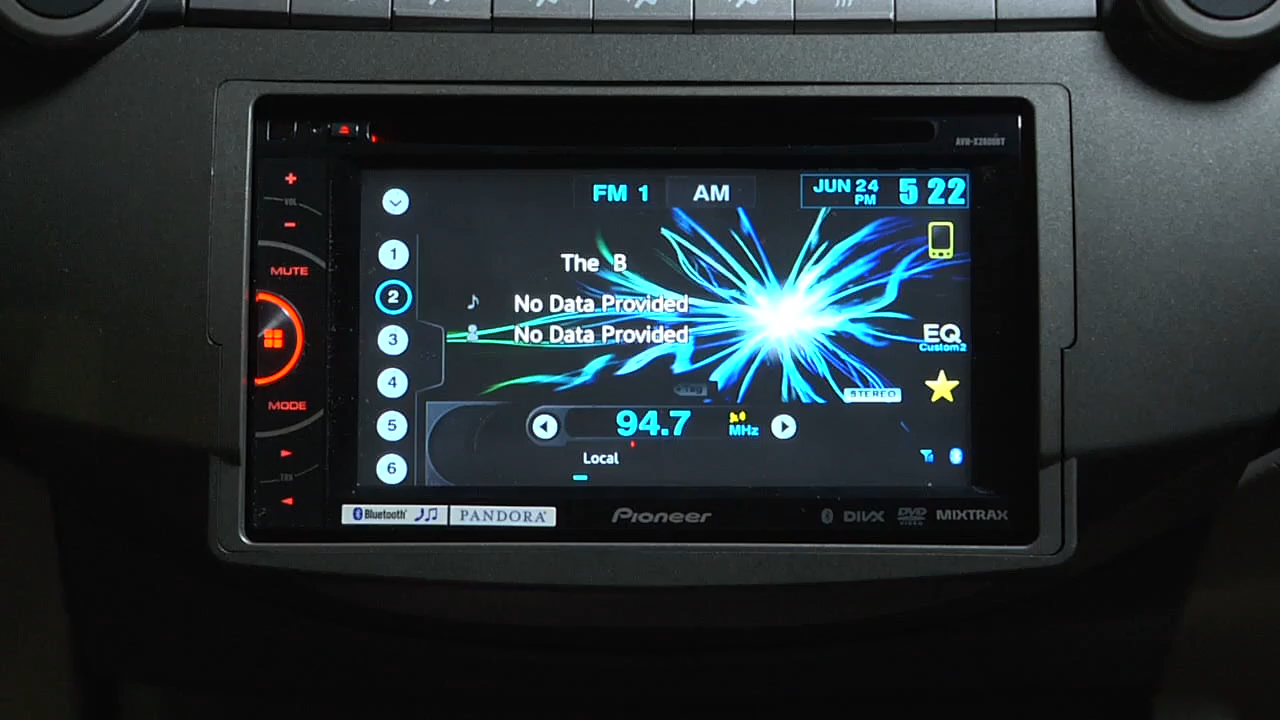 AVH-X2600BT
+
VOL
−
MUTE
MODE
TRK
FM 1
AM
JUN 24
PM
5 22
The B
No Data Provided
No Data Provided
1
2
3
4
5
6
EQ
Custom2
STEREO
94.7
MHz
Local
Bluetooth
PANDORA
Pioneer
DIVX
DVD
VIDEO
MIXTRAX